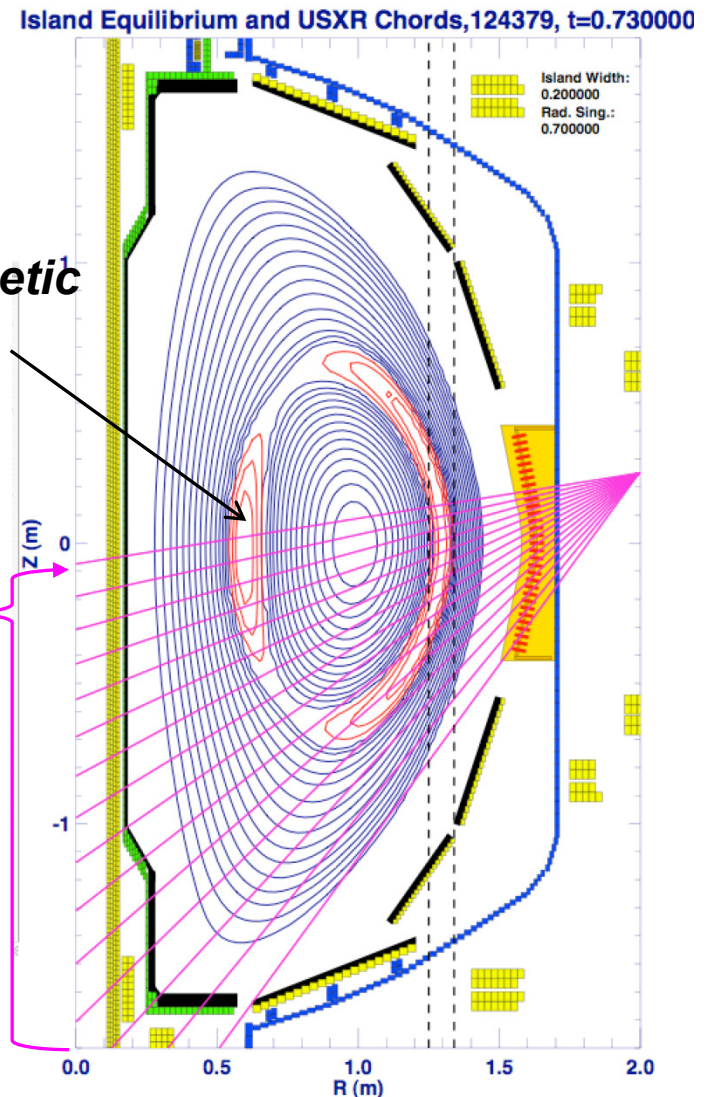 Island Equilibrium and USXR Chords,124379, t=0.730000
Island Width:
0.200000
Rad. Sing.:
0.700000
etic
1
0
-1
Z (m)
0.0 0.5 1.0 1.5 2.0
R (m)